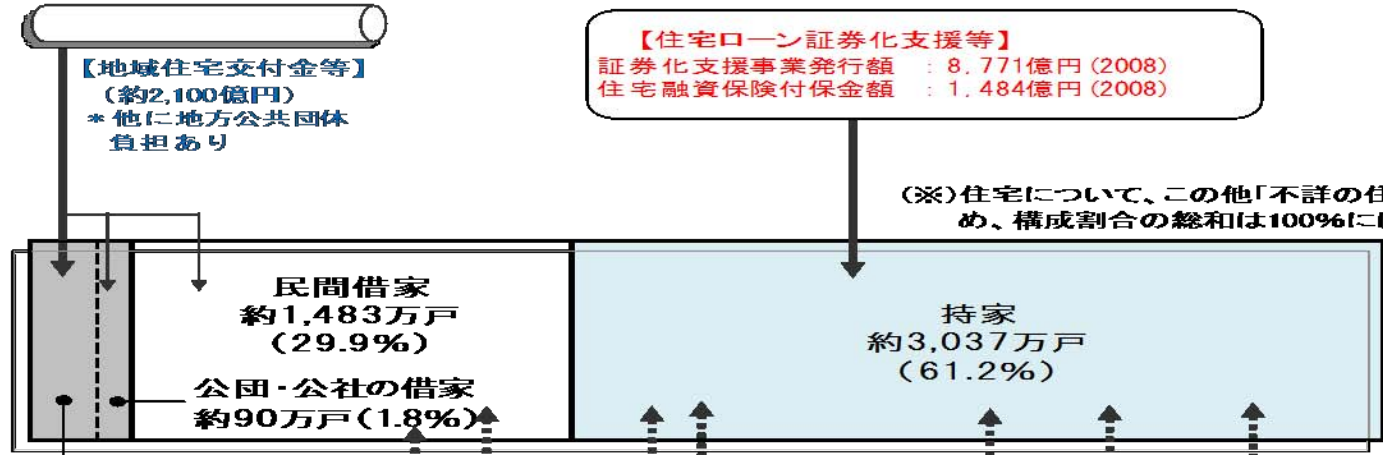 【地域住宅交付金等】
(約2,100億円)
*他に地方公共団体
負担あり
【住宅ローン証券化支援等】
証券化支援事業発行額 : 8,771億円(2008)
住宅融資保険付保金額 : 1,484億円(2008)
(※)住宅について、この他「不詳の住
め、構成割合の総和は100%に
民間借家
約1,483万戸
(29.9%)
公団・公社の借家
約90万戸(1.8%)
持家
約3,037万戸
(61.2%)